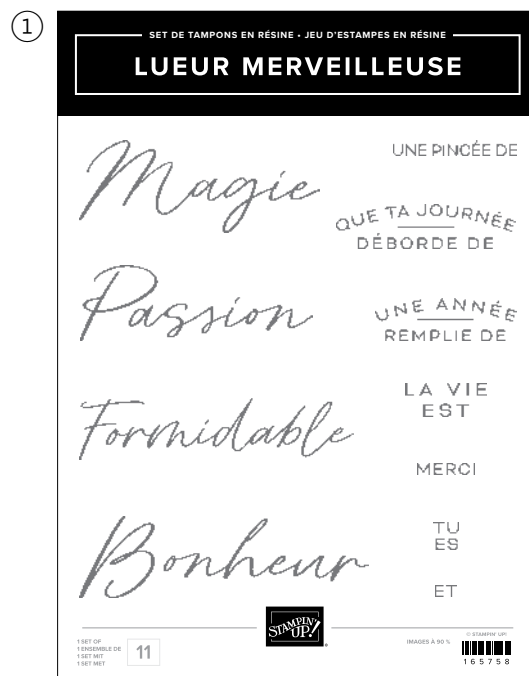 1
SET DE TAMPONS EN RÉSINE • JEU D'ESTAMPES EN RÉSINE
LUEUR MERVEILLEUSE
Magie
UNE PINCÉE DE
QUE TA JOURNÉE
DÉBORDE DE
Passion
UNE ANNÉE
REMPLIE DE
Formidable
LA VIE
EST
MERCI
Bonheur
TU
ES
ET
1 SET OF
1 ENSEMBLE DE
1 SET MIT
1 SET MET
11
STAMPIN' UP!®
IMAGES À 90 %
© STAMPIN' UP!
165758